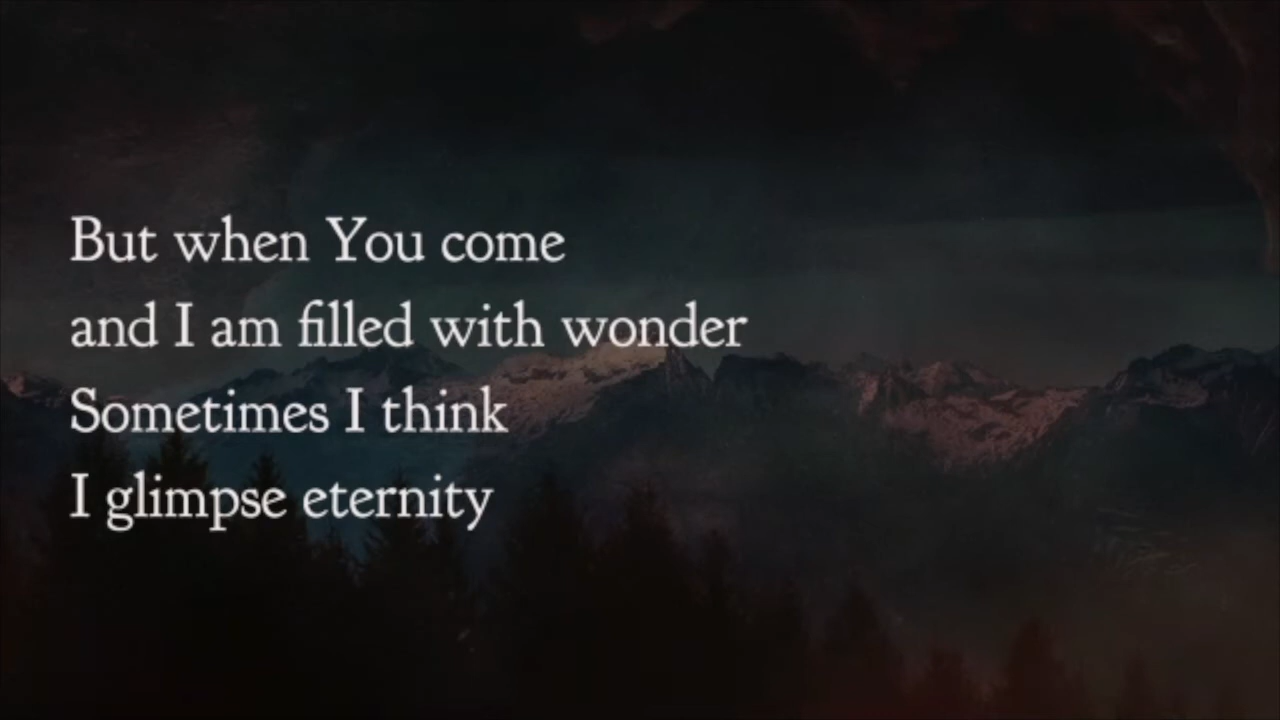 But when You come
and I am filled with wonder
Sometimes I think
I glimpse eternity